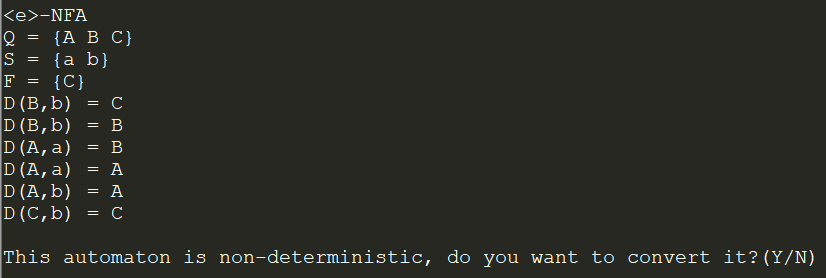 <e>-NFA
Q = {A B C}
S = {a b}
F = {C}
D(B,b) = C
D(B,b) = B
D(A,a) = B
D(A,a) = A
D(A,b) = A
D(C,b) = C
This automaton is non-deterministic, do you want to convert it?(Y/N)